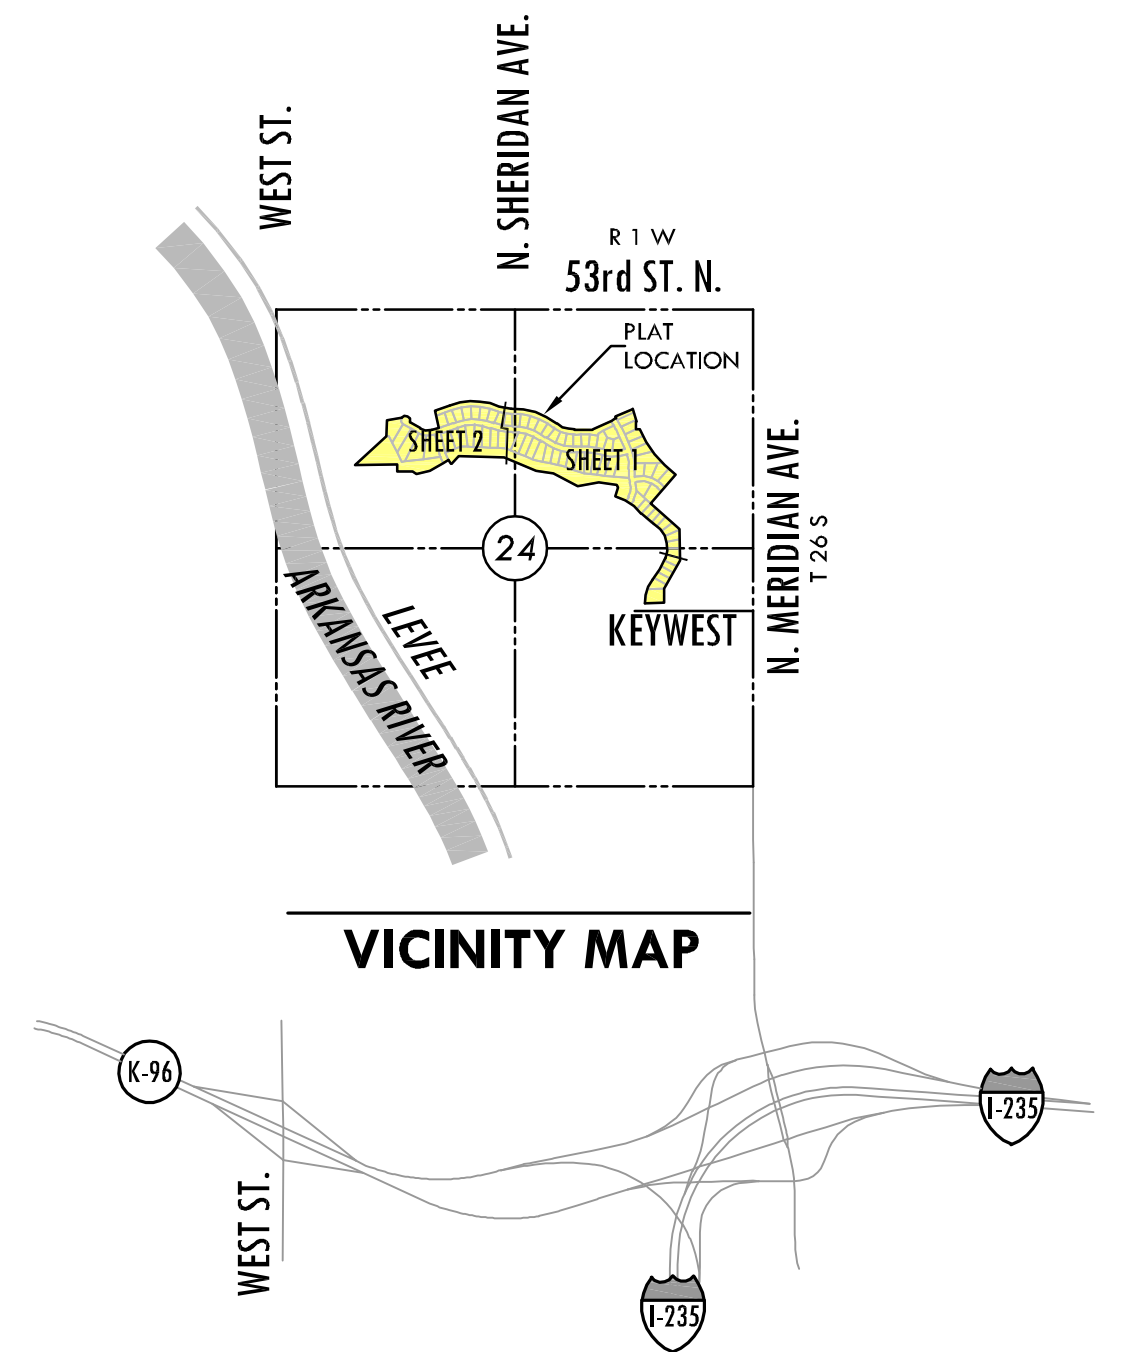 N. SHERIDAN AVE.
WEST ST.
R 1 W
53rd ST. N.
PLAT
LOCATION
SHEET 2
SHEET 1
N. MERIDIAN AVE.
T 26 S
24
ARKANSAS RIVER
LEVEE
KEYWEST
VICINITY MAP
K-96
I-235
WEST ST.
I-235